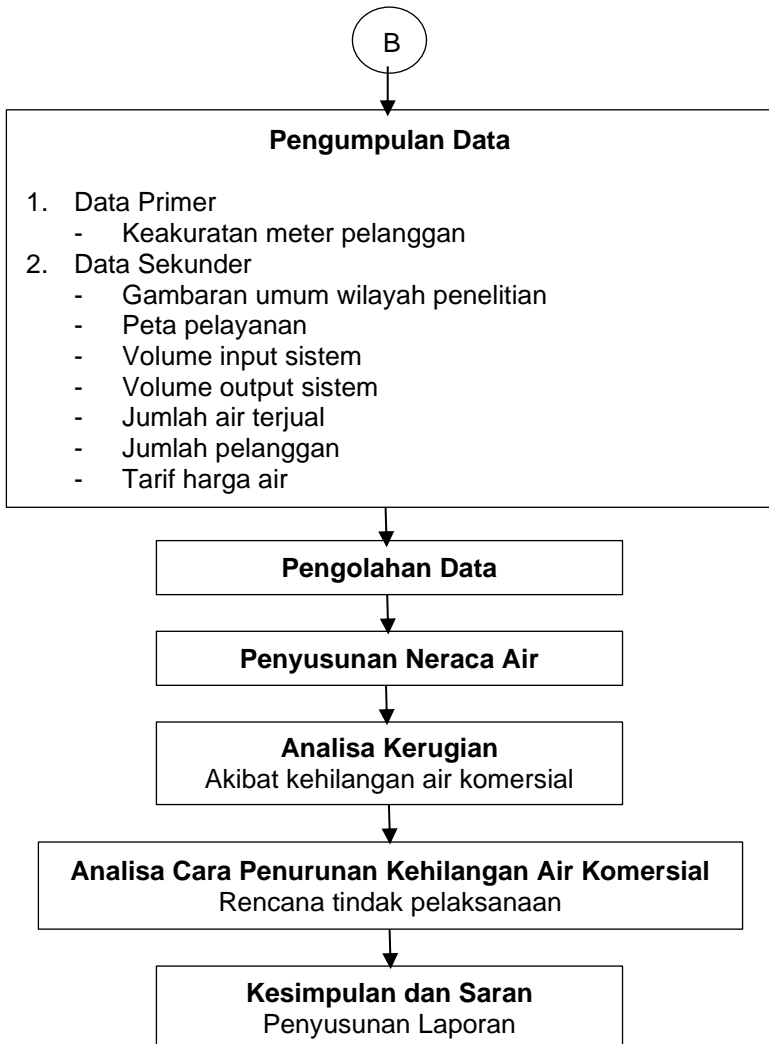 B
Pengumpulan Data
1. Data Primer
- Keakuratan meter pelanggan
2. Data Sekunder
- Gambaran umum wilayah penelitian
- Peta pelayanan
- Volume input sistem
- Volume output sistem
- Jumlah air terjual
- Jumlah pelanggan
- Tarif harga air
Pengolahan Data
Penyusunan Neraca Air
Analisa Kerugian
Akibat kehilangan air komersial
Analisa Cara Penurunan Kehilangan Air Komersial
Rencana tindak pelaksanaan
Kesimpulan dan Saran
Penyusunan Laporan